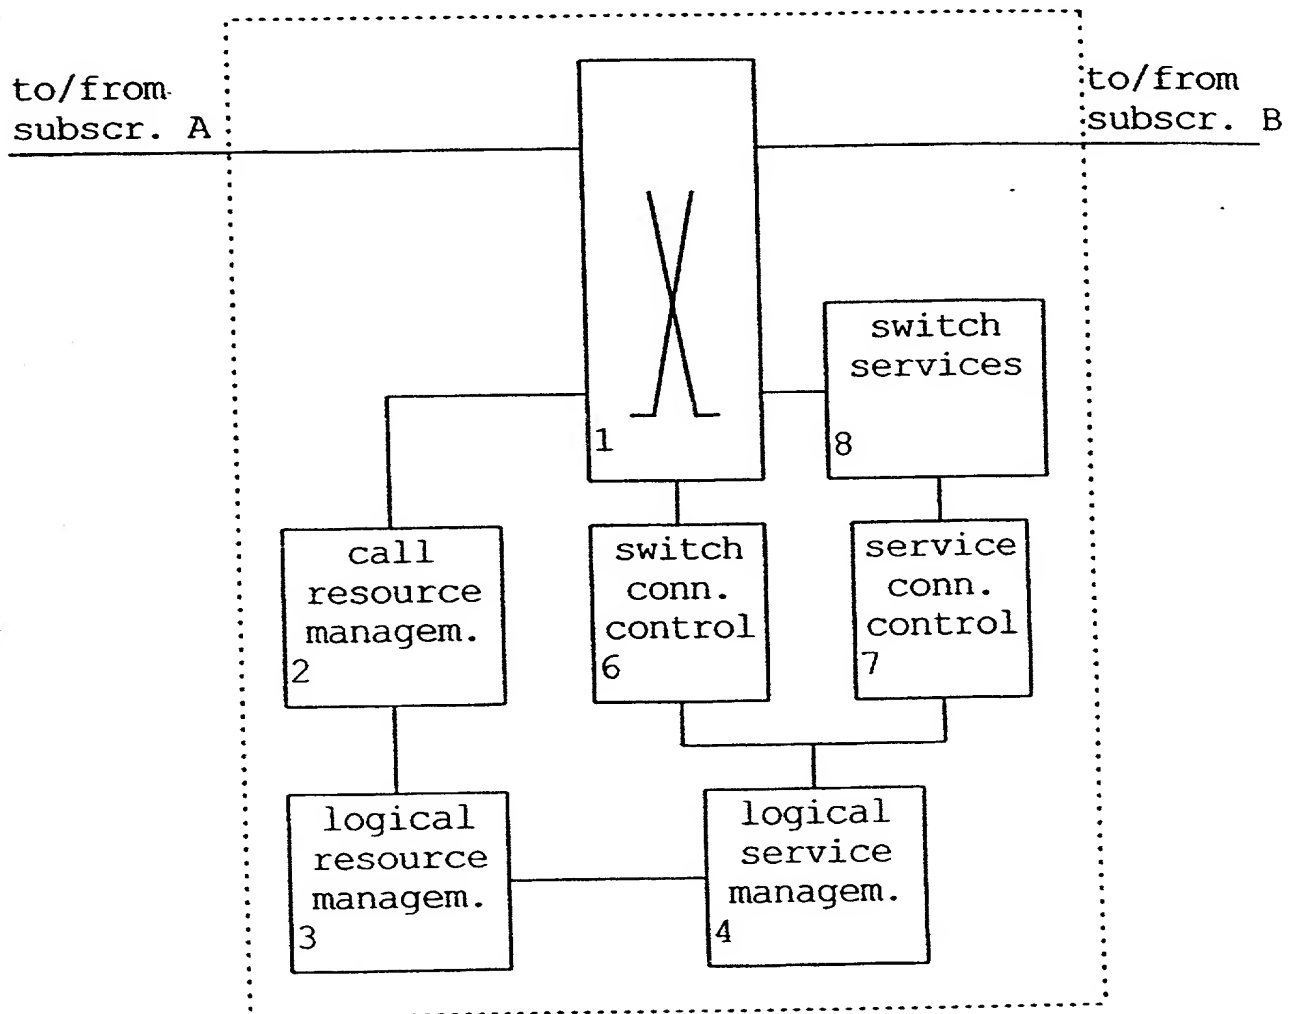 to/from
subscr. A
to/from
subscr. B
1
switch
services
8
call
resource
managem.
2
switch
conn.
control
6
service
conn.
control
7
logical
resource
managem.
3
logical
service
managem.
4